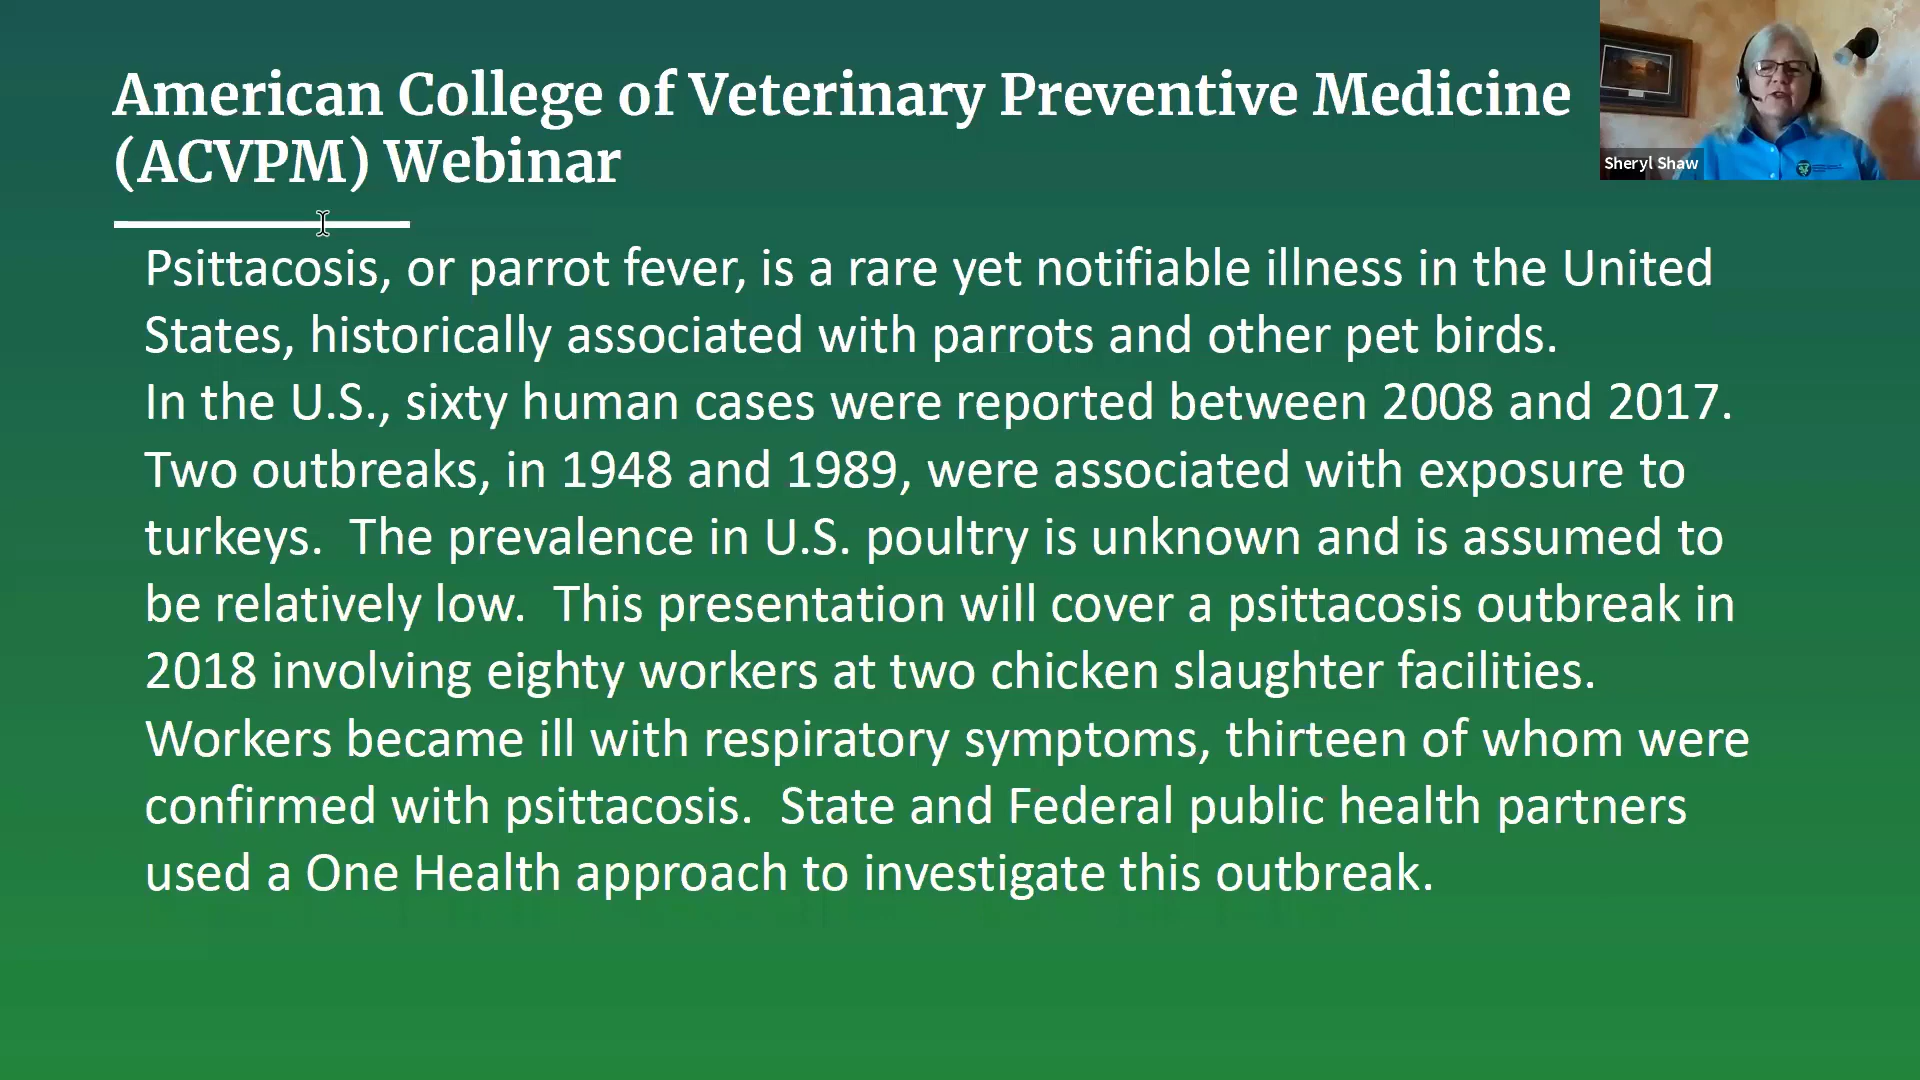 American College of Veterinary Preventive Medicine
(ACVPM) Webinar
Sheryl Shaw
Psittacosis, or parrot fever, is a rare yet notifiable illness in the United
States, historically associated with parrots and other pet birds.
In the U.S., sixty human cases were reported between 2008 and 2017.
Two outbreaks, in 1948 and 1989, were associated with exposure to
turkeys.  The prevalence in U.S. poultry is unknown and is assumed to
be relatively low.  This presentation will cover a psittacosis outbreak in
2018 involving eighty workers at two chicken slaughter facilities.
Workers became ill with respiratory symptoms, thirteen of whom were
confirmed with psittacosis.  State and Federal public health partners
used a One Health approach to investigate this outbreak.